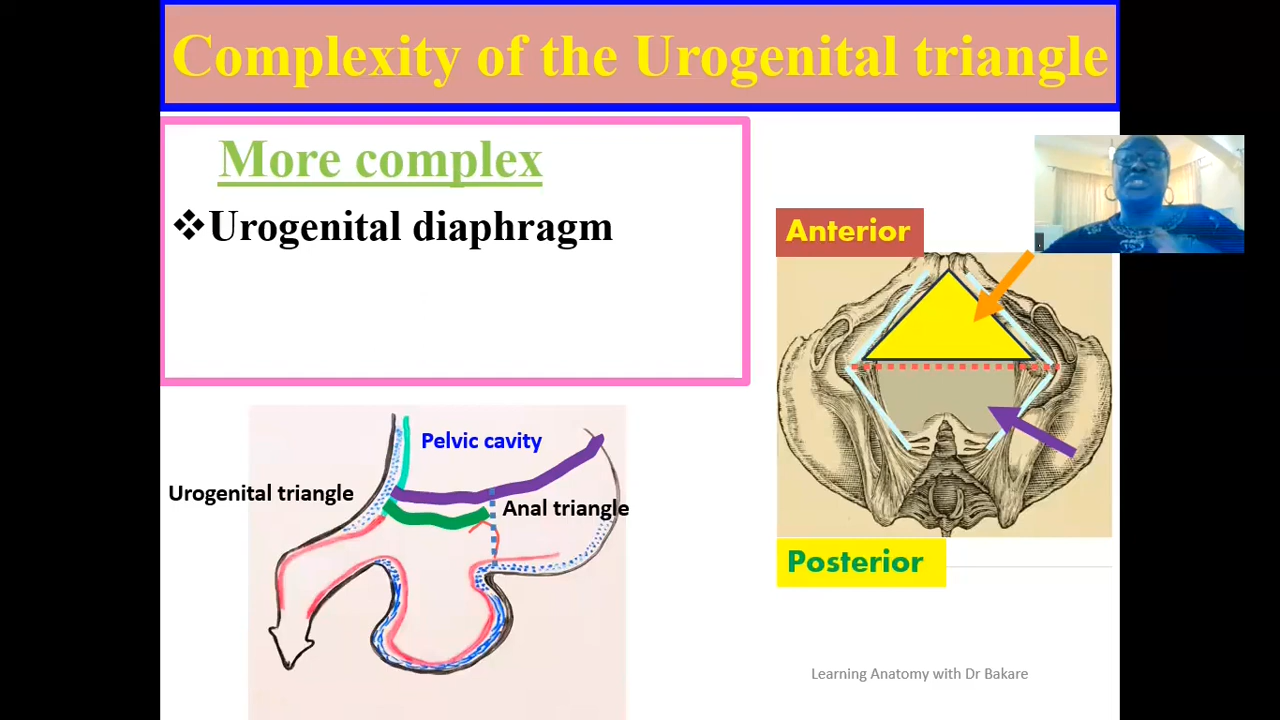 Complexity of the Urogenital triangle
More complex
❖Urogenital diaphragm
Anterior
Pelvic cavity
Urogenital triangle
Anal triangle
Posterior
Learning Anatomy with Dr Bakare